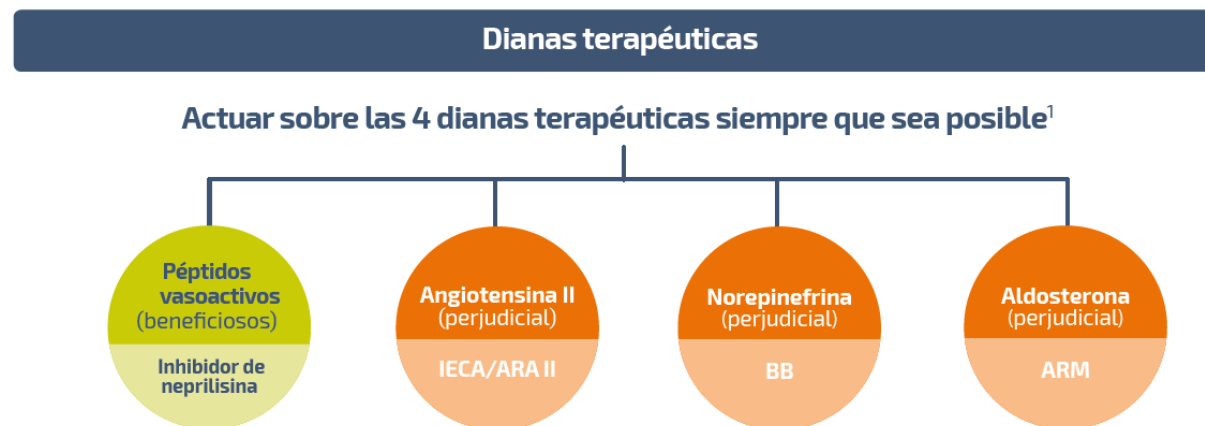 Dianas terapéuticas
Actuar sobre las 4 dianas terapéuticas siempre que sea posible¹
Péptidos
vasoactivos
(beneficiosos)
Inhibidor de
neprilisina
Angiotensina II
(perjudicial)
IECA/ARA II
Norepinefrina
(perjudicial)
BB
Aldosterona
(perjudicial)
ARM